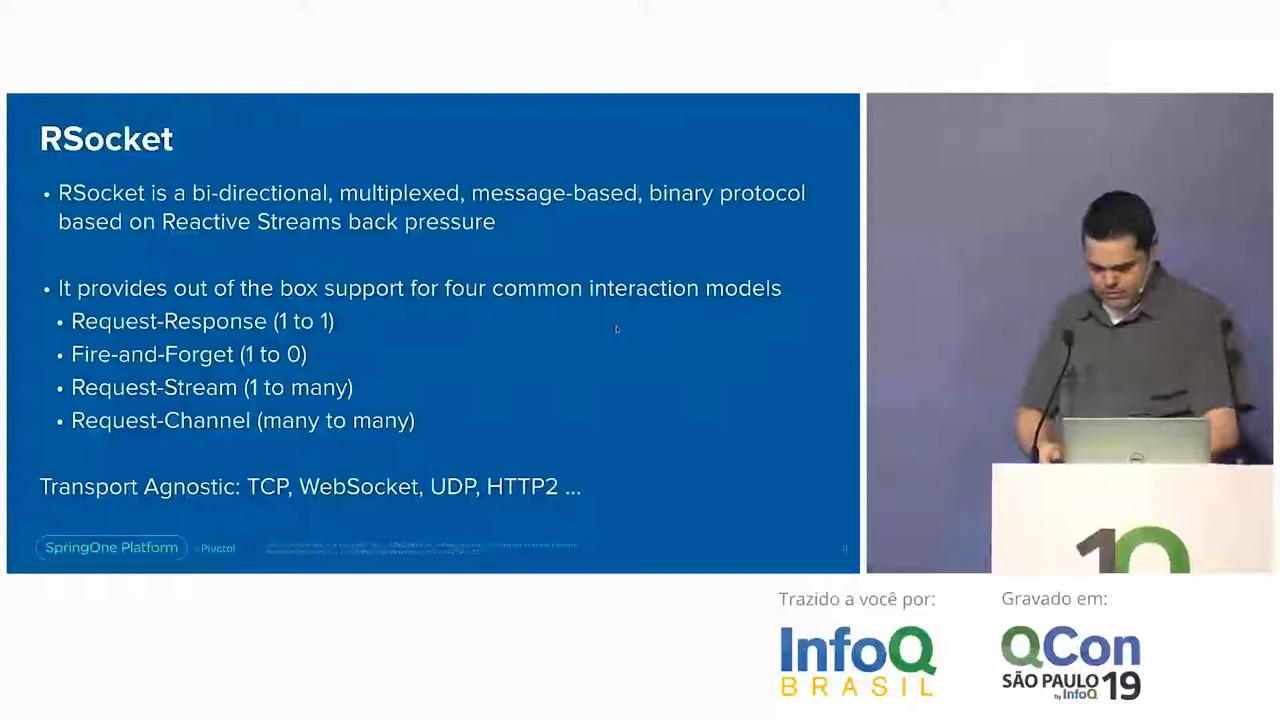 RSocket
• RSocket is a bi-directional, multiplexed, message-based, binary protocol
based on Reactive Streams back pressure
• It provides out of the box support for four common interaction models
• Request-Response (1 to 1)
• Fire-and-Forget (1 to 0)
• Request-Stream (1 to many)
• Request-Channel (many to many)
Transport Agnostic: TCP, WebSocket, UDP, HTTP2 ...
SpringOne Platform
Pivotal
11
10
Trazido a você por:
InfoQ
BRASIL
Gravado em:
QCon
SÃO PAULO 19
by InfoQ